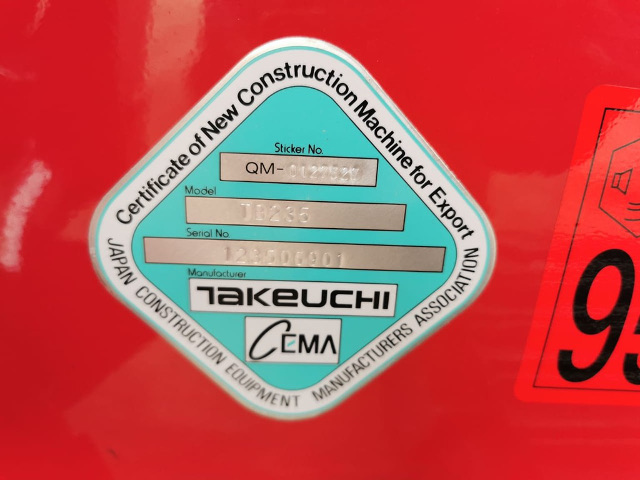 Certificate of New Construction Machine for Export
Sticker No.
QM-
Model
TB235
Serial No.
Manufacturer
TAKEUCHI
CEMA
JAPAN CONSTRUCTION EQUIPMENT MANUFACTURERS ASSOCIATION